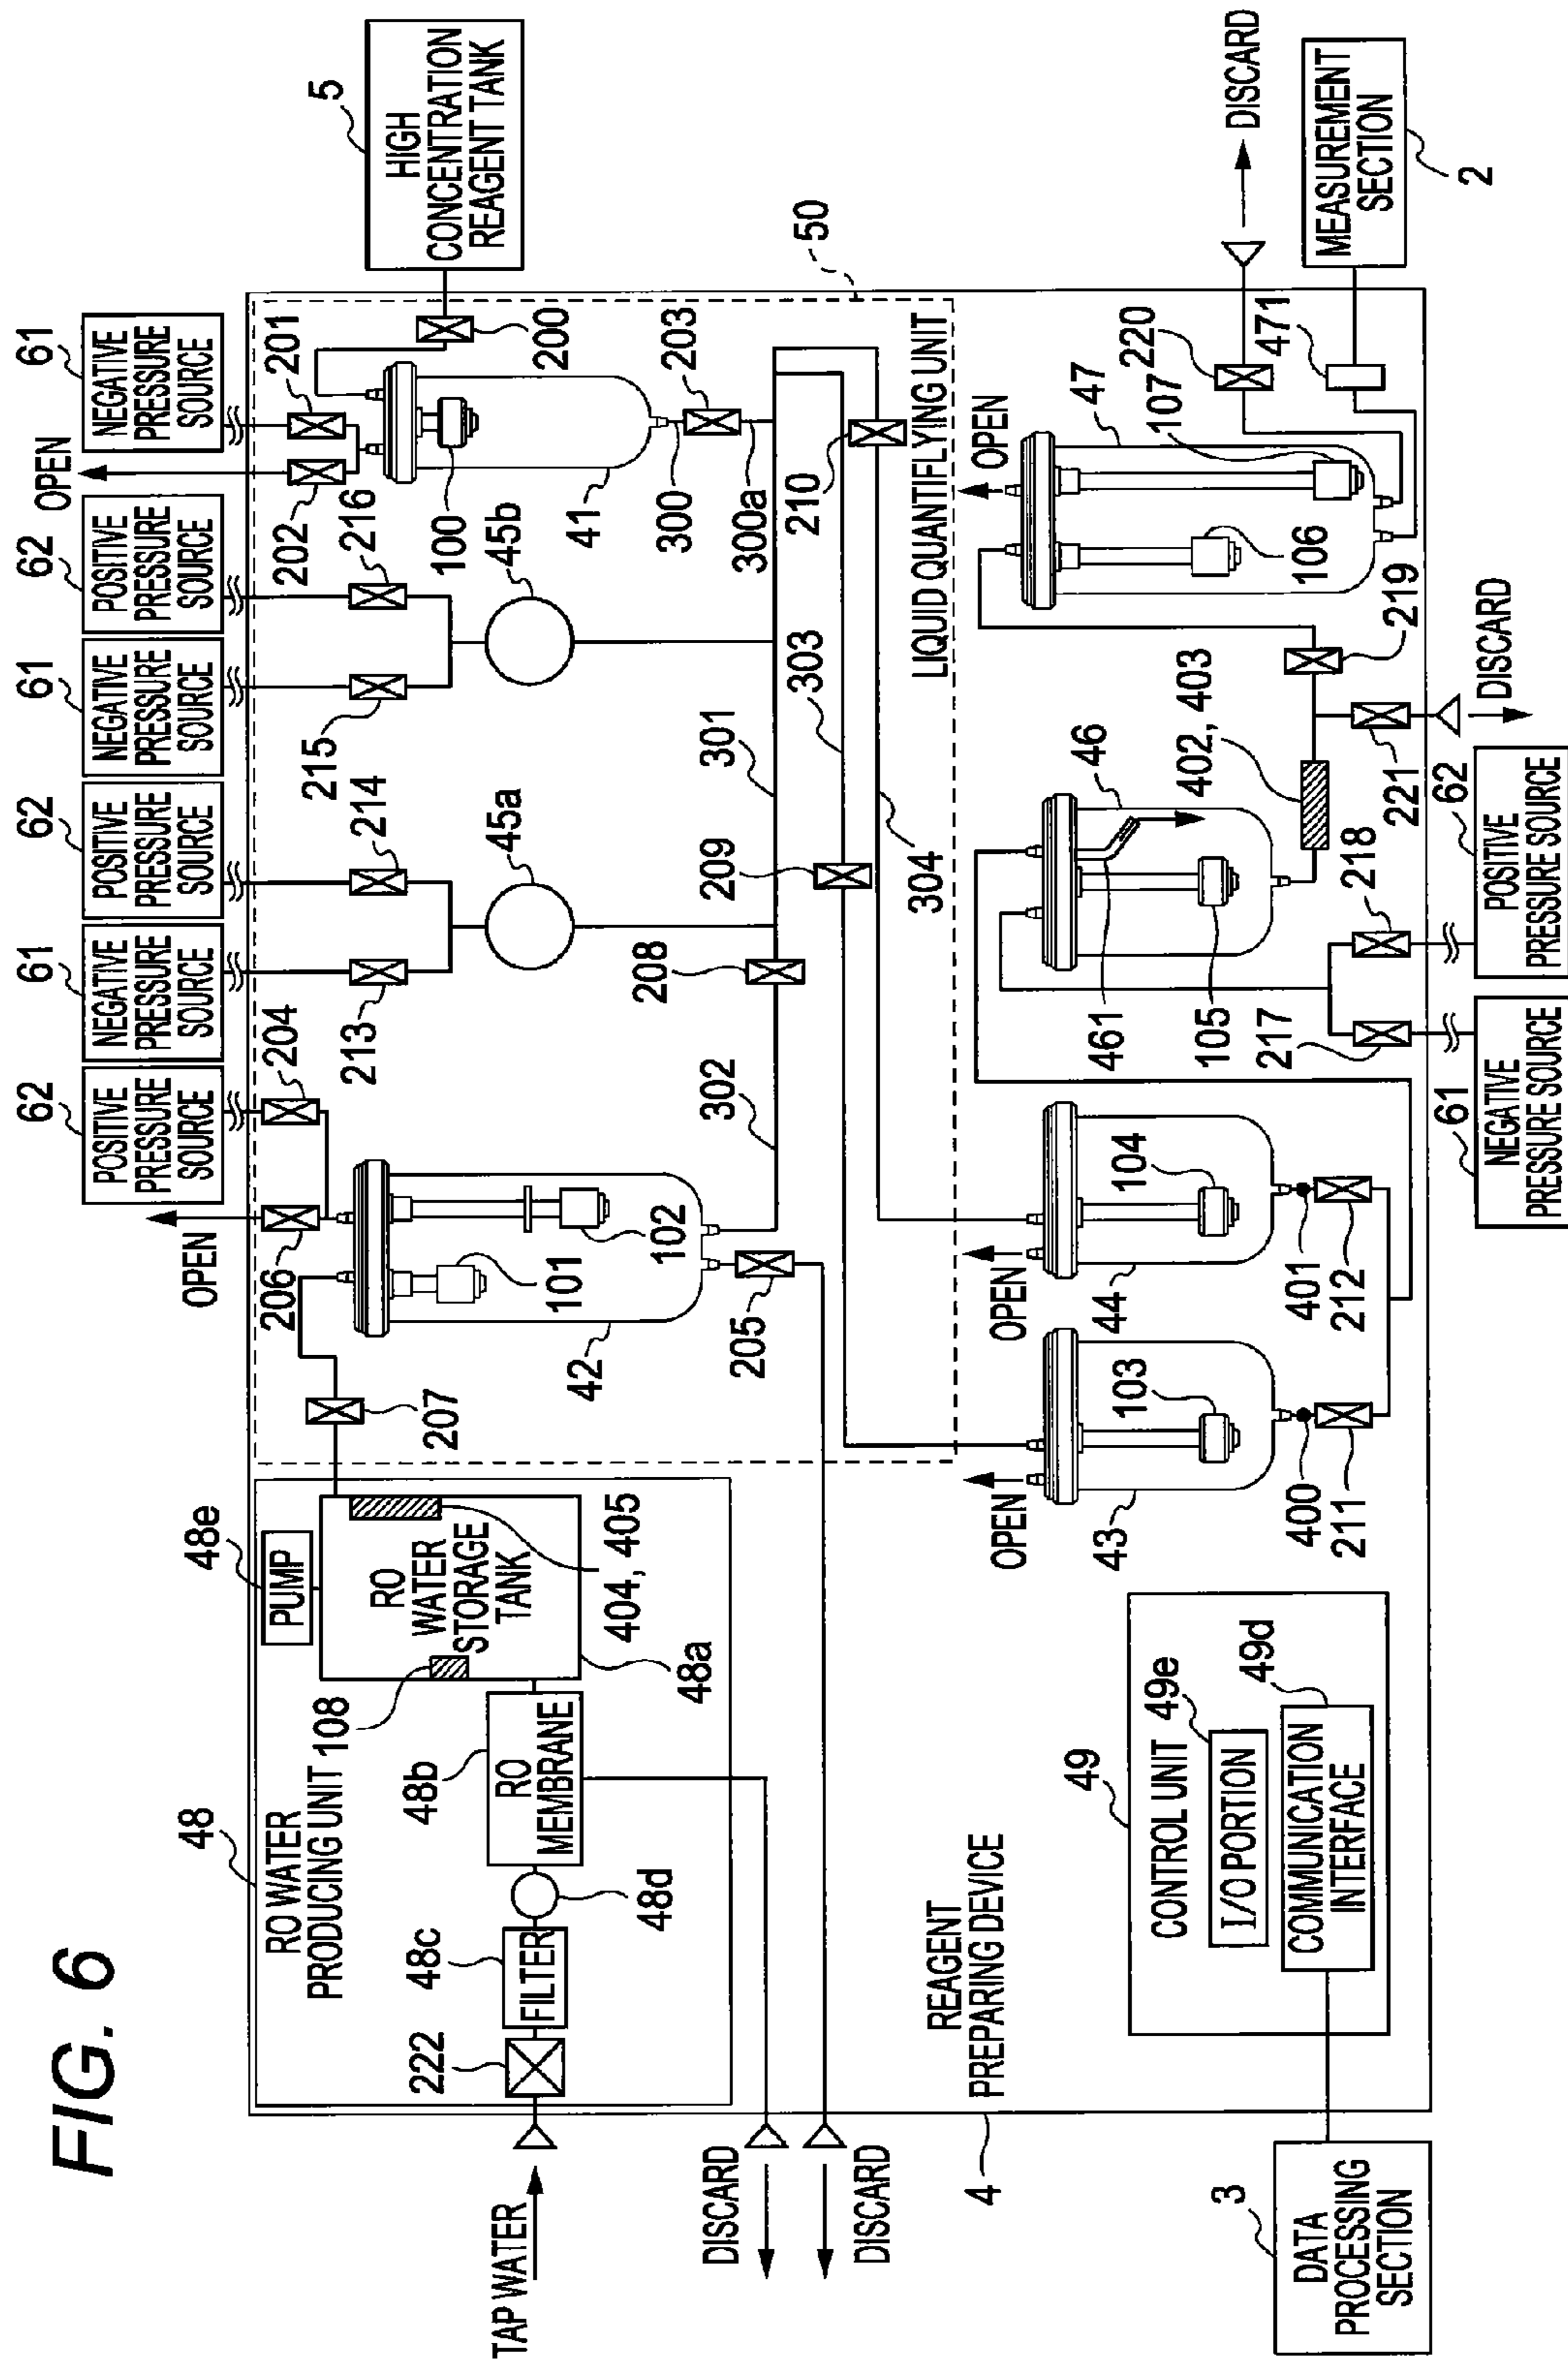 FIG. 6
61
NEGATIVE
PRESSURE
SOURCE
62
POSITIVE
PRESSURE
SOURCE
61
NEGATIVE
PRESSURE
SOURCE
62
POSITIVE
PRESSURE
SOURCE
61
NEGATIVE
PRESSURE
SOURCE
62
POSITIVE
PRESSURE
SOURCE
OPEN
OPEN
201
202
216
215
214
213
204
206
207
5
HIGH
CONCENTRATION
REAGENT TANK
200
100
45b
41
203
300
300a
50
45a
101
102
42
205
208
209
210
301
302
303
304
LIQUID QUANTIFLYING UNIT
48
RO WATER
PRODUCING UNIT
48e
PUMP
RO
WATER
STORAGE
TANK
404, 405
48a
108
48b
RO
MEMBRANE
48d
48c
FILTER
222
TAP WATER
DISCARD
DISCARD
4
REAGENT
PREPARING DEVICE
49
CONTROL UNIT
49e
I/O PORTION
49d
COMMUNICATION
INTERFACE
3
DATA
PROCESSING
SECTION
OPEN
43
103
400
211
OPEN
44
104
401
212
46
461
105
402, 403
217
218
61
NEGATIVE
PRESSURE SOURCE
62
POSITIVE
PRESSURE SOURCE
221
DISCARD
219
OPEN
47
106
107
220
471
DISCARD
MEASUREMENT
SECTION
2